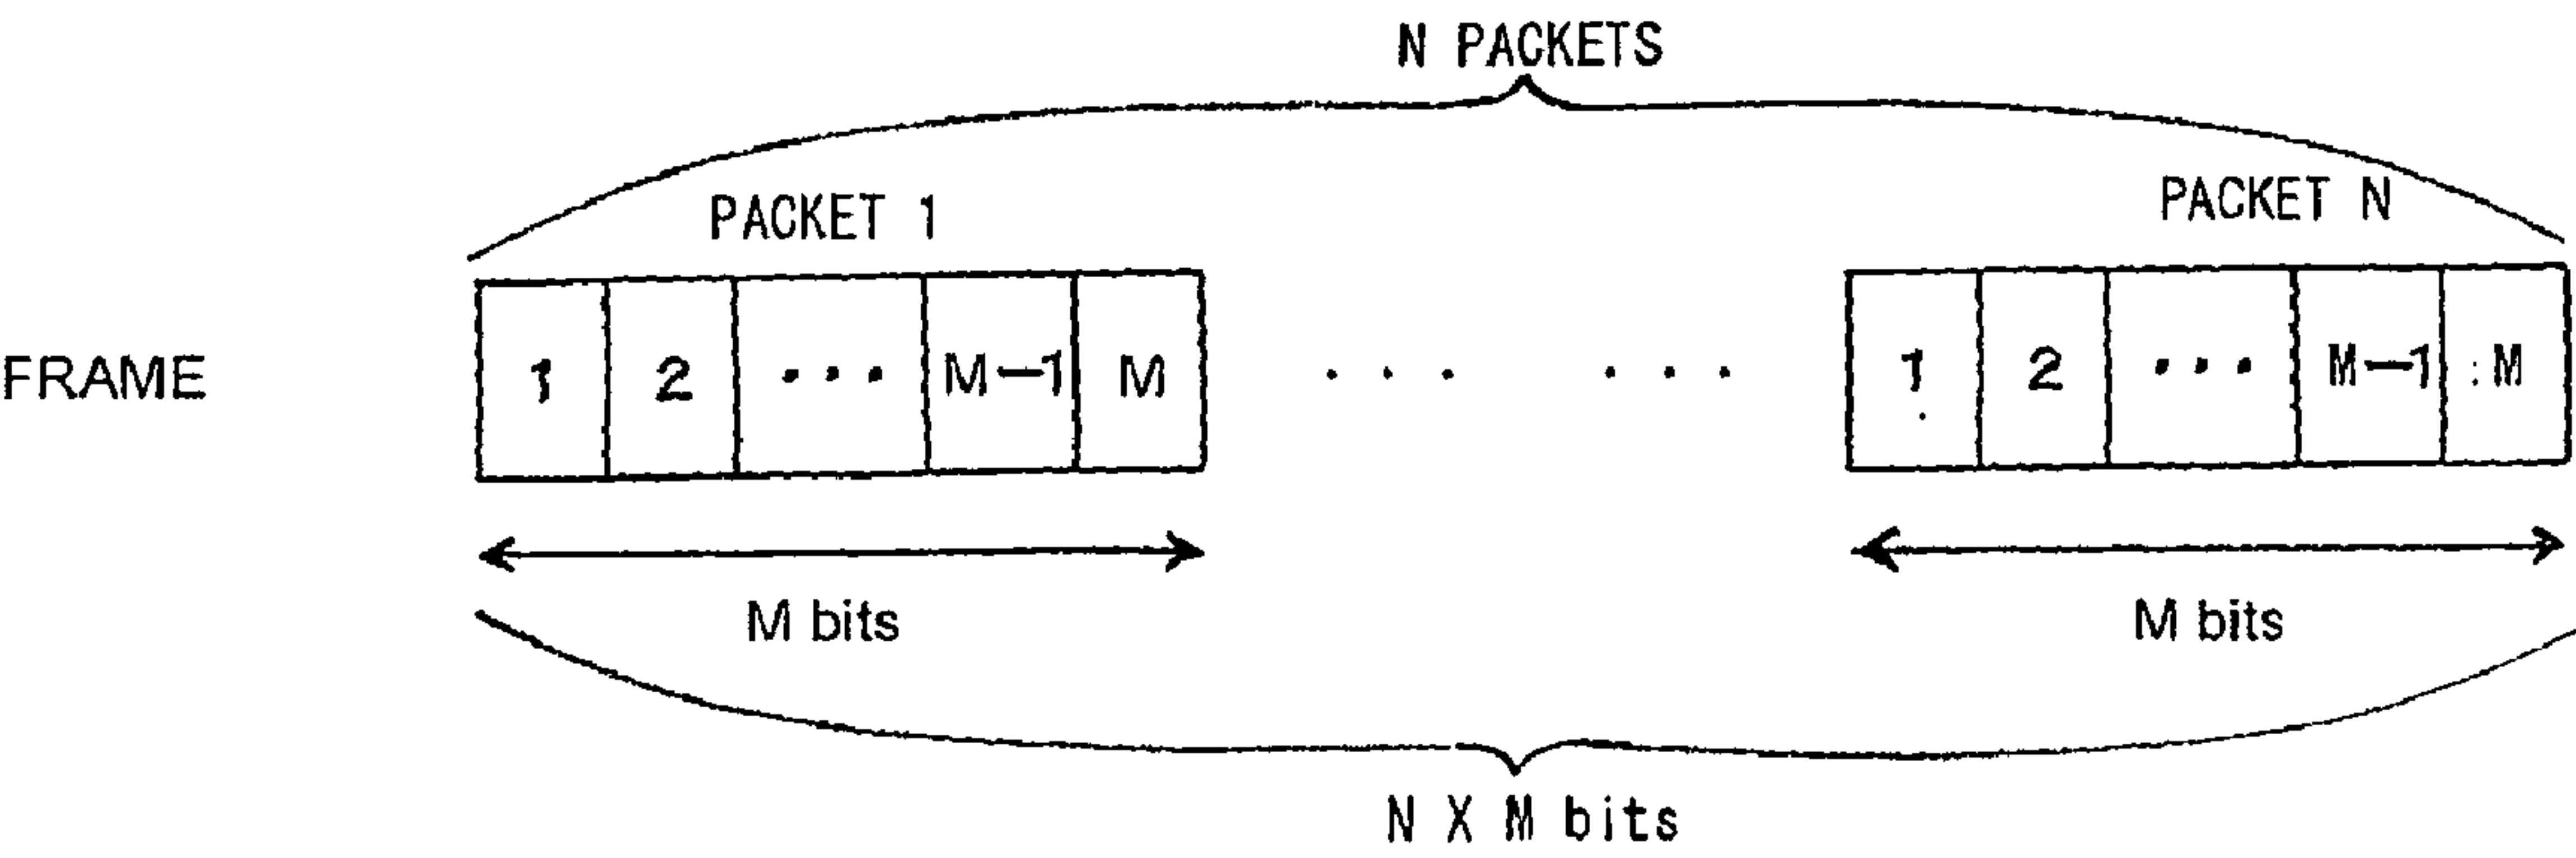 N PACKETS
PACKET 1
PACKET N
FRAME
1 2 ••• M-1 M • • • • • • 1 2 ••• M-1 M
M bits
M bits
N X M bits